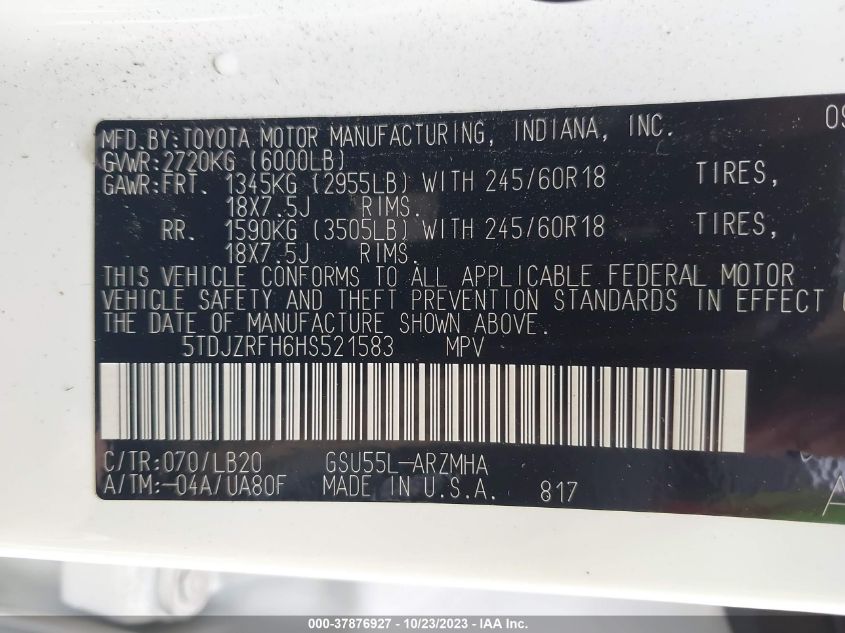 09
MFD.BY:TOYOTA MOTOR MANUFACTURING, INDIANA, INC.
GVWR:2720KG (6000LB)
GAWR:FRT. 1345KG (2955LB) WITH 245/60R18 TIRES,
18X7.5J RIMS.
RR. 1590KG (3505LB) WITH 245/60R18 TIRES,
18X7.5J RIMS.
THIS VEHICLE CONFORMS TO ALL APPLICABLE FEDERAL MOTOR
VEHICLE SAFETY AND THEFT PREVENTION STANDARDS IN EFFECT
THE DATE OF MANUFACTURE SHOWN ABOVE.
5TDJZRFH6HS521583 MPV
C/TR:070/LB20 GSU55L-ARZMHA
A/TM:-04A/UA80F MADE IN U.S.A. 817
A
000-37876927 - 10/23/2023 - IAA Inc.